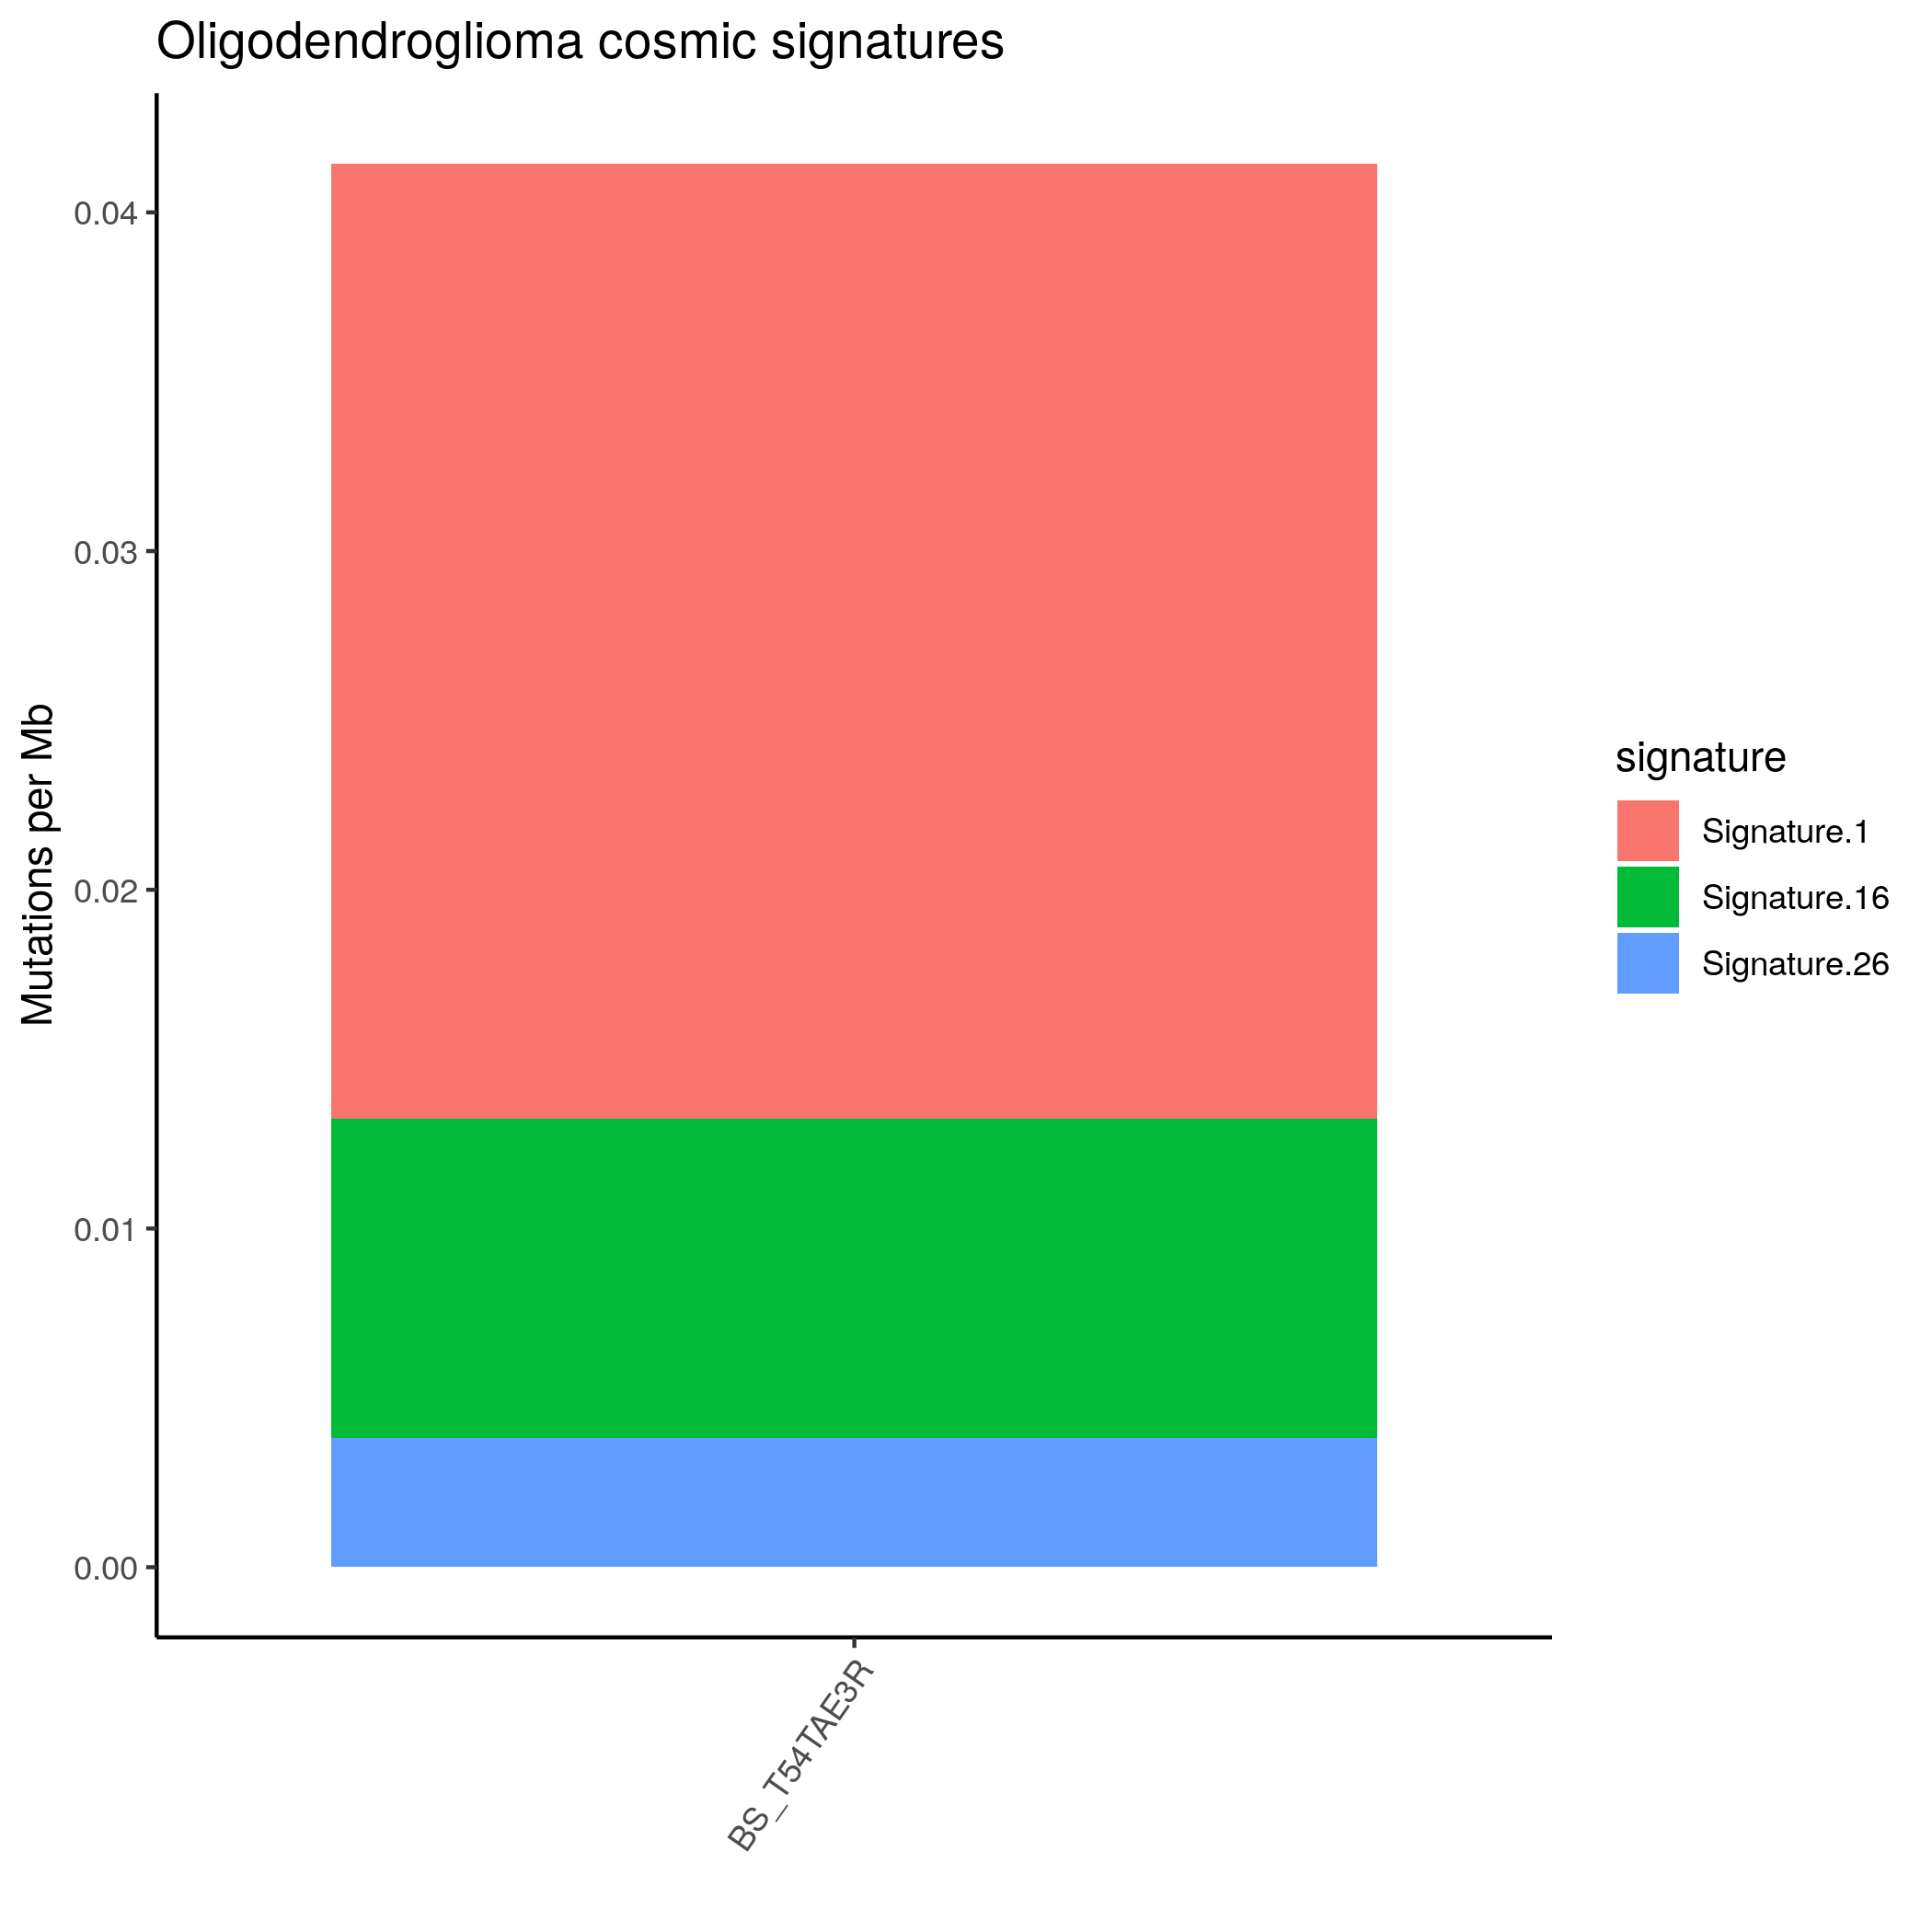 Oligodendroglioma cosmic signatures
Mutations per Mb
0.04
0.03
0.02
0.01
0.00
BS_T54TAE3R
signature
Signature.1
Signature.16
Signature.26